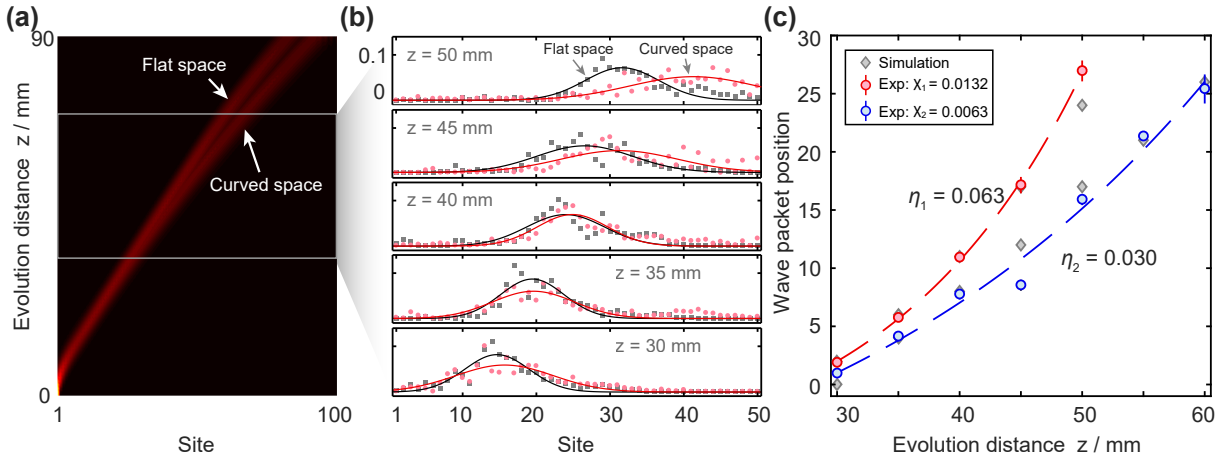 (a)
90
Flat space
Curved space
0
1
100
Evolution distance z / mm
Site
(b)
0.1
0
z = 50 mm
Flat space
Curved space
z = 45 mm
z = 40 mm
z = 35 mm
z = 30 mm
1 10 20 30 40 50
Site
(c)
30
25
20
15
10
5
0
Wave packet position
Simulation
Exp: χ₁ = 0.0132
Exp: χ₂ = 0.0063
η₁ = 0.063
η₂ = 0.030
30 40 50 60
Evolution distance z / mm